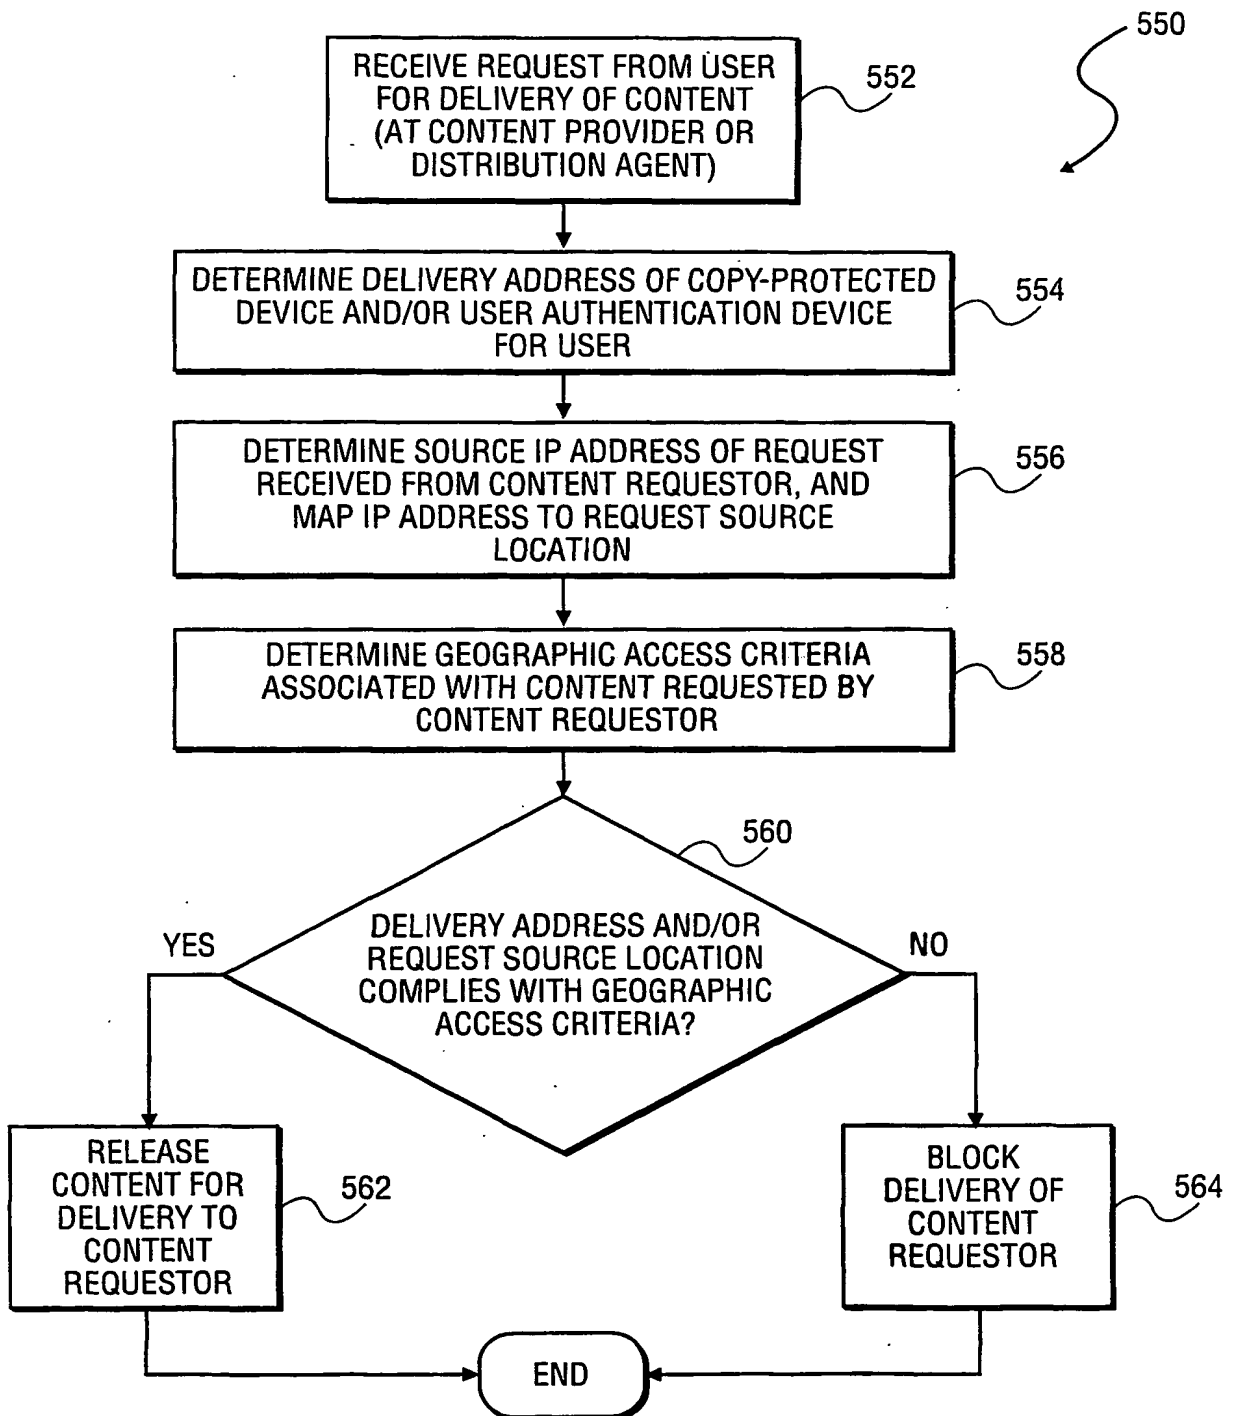 550
RECEIVE REQUEST FROM USER
FOR DELIVERY OF CONTENT
(AT CONTENT PROVIDER OR
DISTRIBUTION AGENT)
552
DETERMINE DELIVERY ADDRESS OF COPY-PROTECTED
DEVICE AND/OR USER AUTHENTICATION DEVICE
FOR USER
554
DETERMINE SOURCE IP ADDRESS OF REQUEST
RECEIVED FROM CONTENT REQUESTOR, AND
MAP IP ADDRESS TO REQUEST SOURCE
LOCATION
556
DETERMINE GEOGRAPHIC ACCESS CRITERIA
ASSOCIATED WITH CONTENT REQUESTED BY
CONTENT REQUESTOR
558
560
DELIVERY ADDRESS AND/OR
REQUEST SOURCE LOCATION
COMPLIES WITH GEOGRAPHIC
ACCESS CRITERIA?
YES
NO
RELEASE
CONTENT FOR
DELIVERY TO
CONTENT
REQUESTOR
562
BLOCK
DELIVERY OF
CONTENT
REQUESTOR
564
END